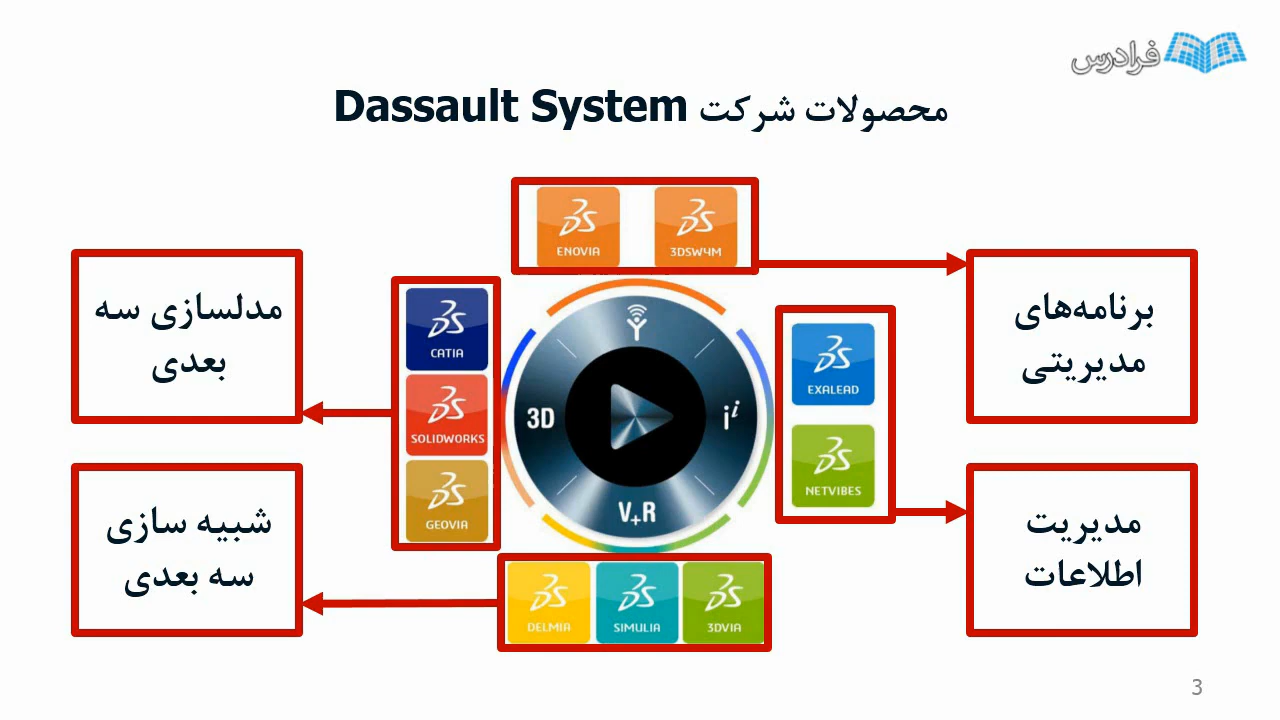 فرادرس
محصولات شرکت Dassault System
ENOVIA
3DSWYM
برنامه‌های
مدیریتی
مدلسازی سه
بعدی
CATIA
SOLIDWORKS
GEOVIA
3D
i
V+R
EXALEAD
NETVIBES
مدیریت
اطلاعات
شبیه سازی
سه بعدی
DELMIA
SIMULIA
3DVIA
3